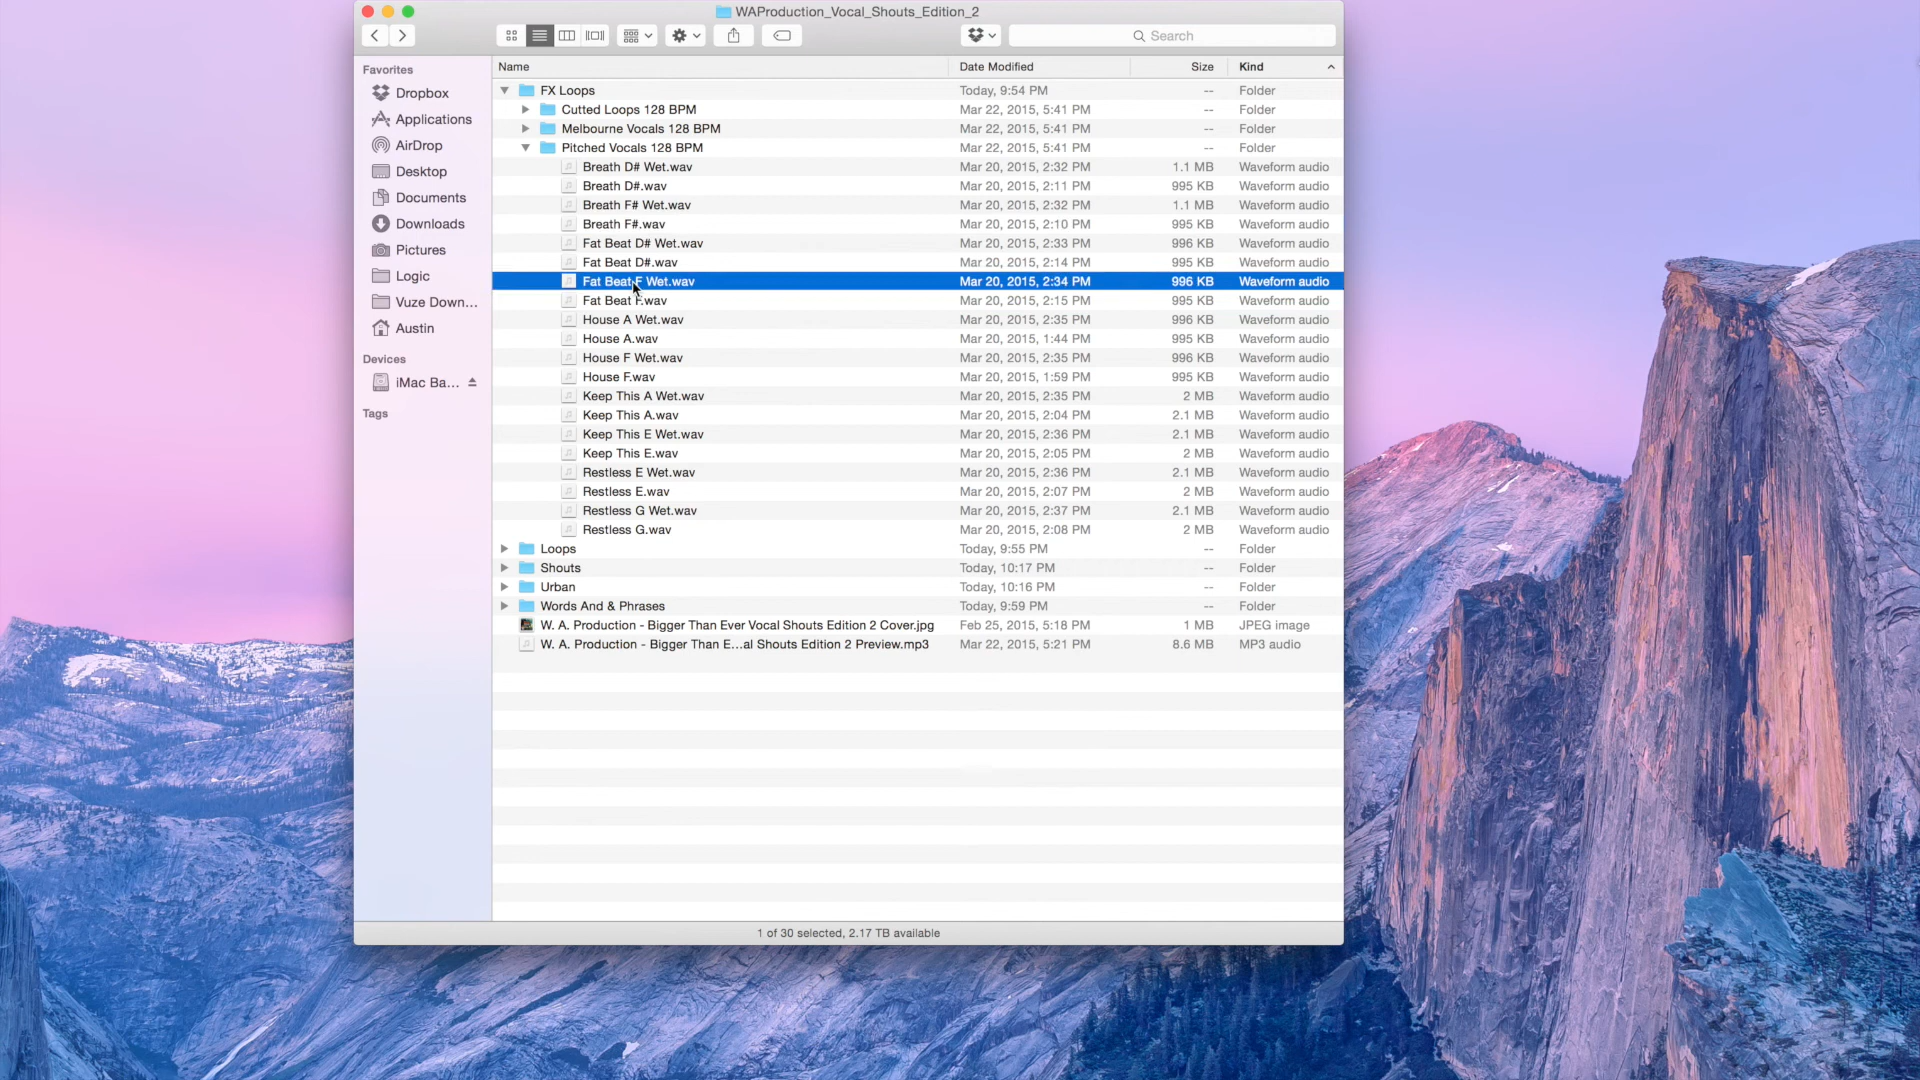 WAProduction_Vocal_Shouts_Edition_2
Search
Favorites
Dropbox
Applications
AirDrop
Desktop
Documents
Downloads
Pictures
Logic
Vuze Down...
Austin
Devices
iMac Ba...
Tags
Name Date Modified Size Kind
FX Loops Today, 9:54 PM -- Folder
Cutted Loops 128 BPM Mar 22, 2015, 5:41 PM -- Folder
Melbourne Vocals 128 BPM Mar 22, 2015, 5:41 PM -- Folder
Pitched Vocals 128 BPM Mar 22, 2015, 5:41 PM -- Folder
Breath D# Wet.wav Mar 20, 2015, 2:32 PM 1.1 MB Waveform audio
Breath D#.wav Mar 20, 2015, 2:11 PM 995 KB Waveform audio
Breath F# Wet.wav Mar 20, 2015, 2:32 PM 1.1 MB Waveform audio
Breath F#.wav Mar 20, 2015, 2:10 PM 995 KB Waveform audio
Fat Beat D# Wet.wav Mar 20, 2015, 2:33 PM 996 KB Waveform audio
Fat Beat D#.wav Mar 20, 2015, 2:14 PM 995 KB Waveform audio
Fat Beat F Wet.wav Mar 20, 2015, 2:34 PM 996 KB Waveform audio
Fat Beat F.wav Mar 20, 2015, 2:15 PM 995 KB Waveform audio
House A Wet.wav Mar 20, 2015, 2:35 PM 996 KB Waveform audio
House A.wav Mar 20, 2015, 1:44 PM 995 KB Waveform audio
House F Wet.wav Mar 20, 2015, 2:35 PM 996 KB Waveform audio
House F.wav Mar 20, 2015, 1:59 PM 995 KB Waveform audio
Keep This A Wet.wav Mar 20, 2015, 2:35 PM 2 MB Waveform audio
Keep This A.wav Mar 20, 2015, 2:04 PM 2.1 MB Waveform audio
Keep This E Wet.wav Mar 20, 2015, 2:36 PM 2.1 MB Waveform audio
Keep This E.wav Mar 20, 2015, 2:05 PM 2 MB Waveform audio
Restless E Wet.wav Mar 20, 2015, 2:36 PM 2.1 MB Waveform audio
Restless E.wav Mar 20, 2015, 2:07 PM 2 MB Waveform audio
Restless G Wet.wav Mar 20, 2015, 2:37 PM 2.1 MB Waveform audio
Restless G.wav Mar 20, 2015, 2:08 PM 2 MB Waveform audio
Loops Today, 9:55 PM -- Folder
Shouts Today, 10:17 PM -- Folder
Urban Today, 10:16 PM -- Folder
Words And & Phrases Today, 9:59 PM -- Folder
W. A. Production - Bigger Than Ever Vocal Shouts Edition 2 Cover.jpg Feb 25, 2015, 5:18 PM 1 MB JPEG image
W. A. Production - Bigger Than E...al Shouts Edition 2 Preview.mp3 Mar 22, 2015, 5:21 PM 8.6 MB MP3 audio
1 of 30 selected, 2.17 TB available